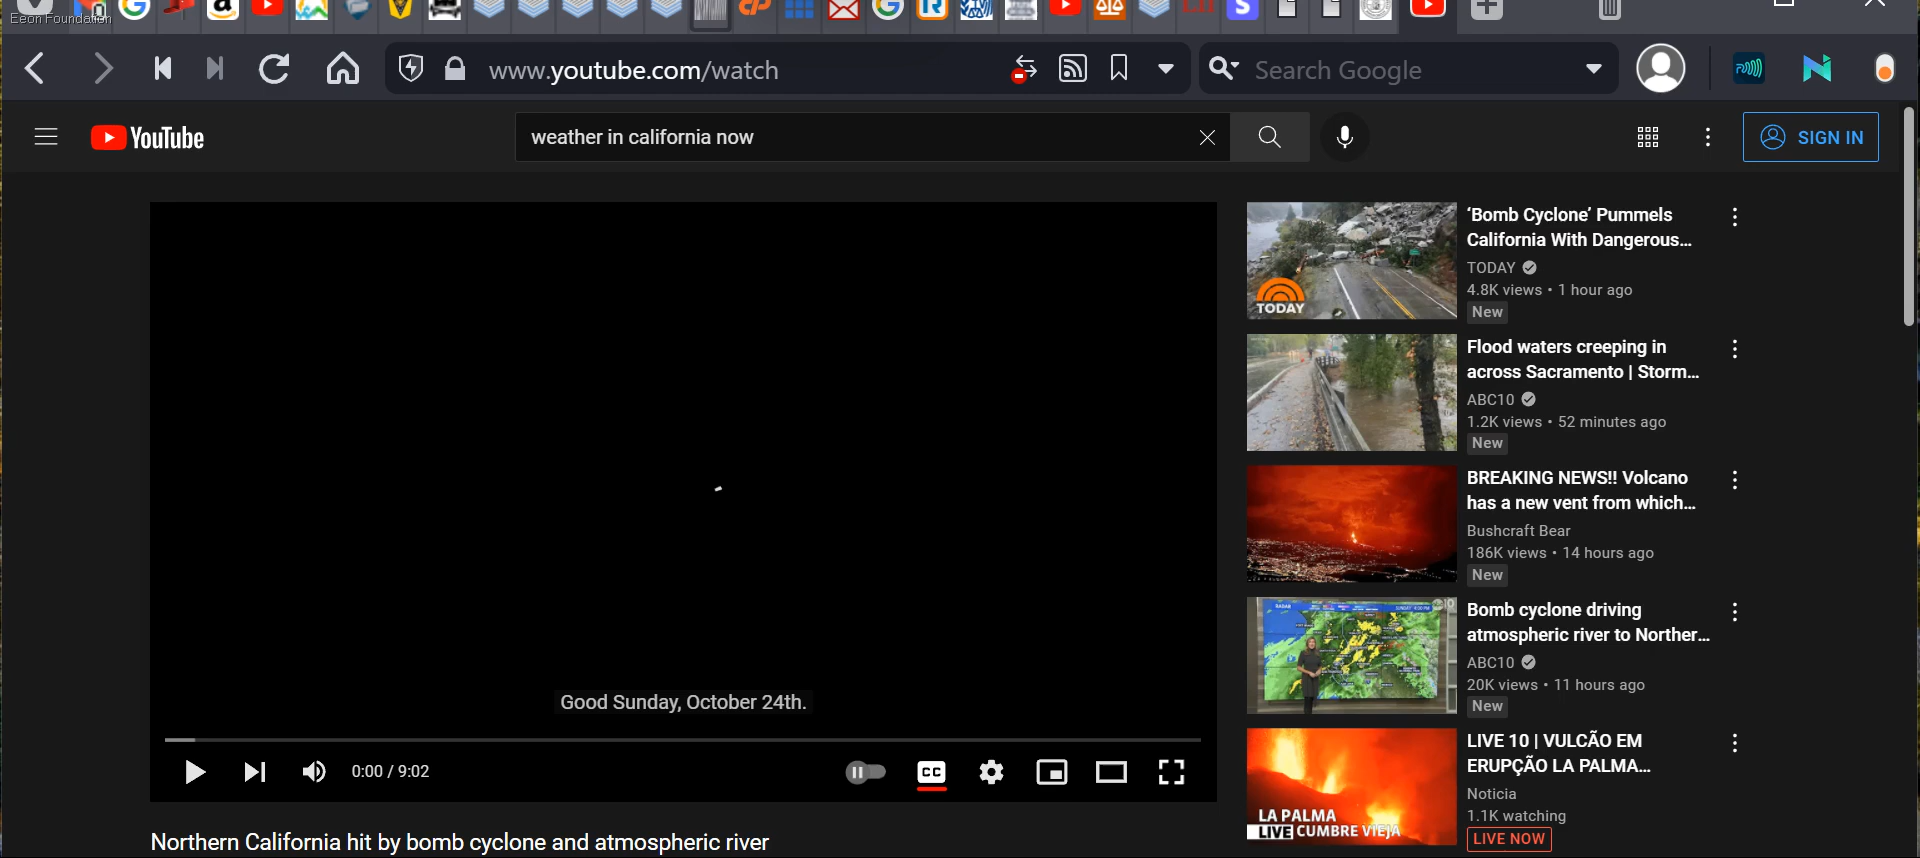 Eeon Foundation
www.youtube.com/watch
Search Google
YouTube
weather in california now
SIGN IN
Good Sunday, October 24th.
0:00 / 9:02
CC
Northern California hit by bomb cyclone and atmospheric river
TODAY
‘Bomb Cyclone’ Pummels
California With Dangerous...
TODAY
4.8K views • 1 hour ago
New
Flood waters creeping in
across Sacramento | Storm...
ABC10
1.2K views • 52 minutes ago
New
BREAKING NEWS!! Volcano
has a new vent from which...
Bushcraft Bear
186K views • 14 hours ago
New
Bomb cyclone driving
atmospheric river to Norther...
ABC10
20K views • 11 hours ago
New
LA PALMA
LIVE CUMBRE VIEJA
LIVE 10 | VULCÃO EM
ERUPÇÃO LA PALMA...
Noticia
1.1K watching
LIVE NOW